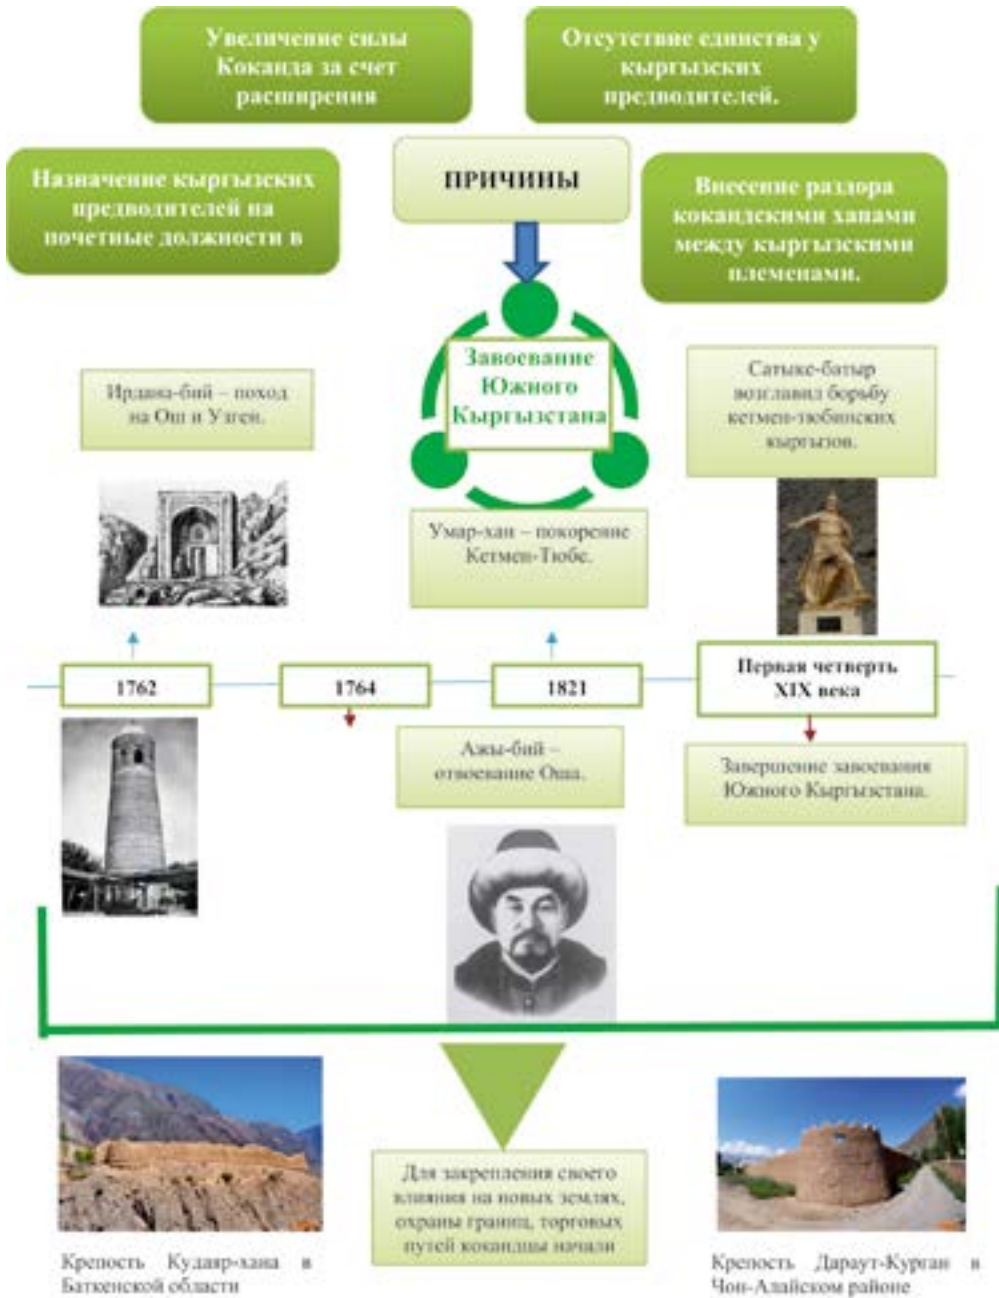 Увеличение силы
Коканда за счет
расширения
Отсутствие единства у
кыргызских
предводителей.
Назначение кыргызских
предводителей на
почетные должности в
ПРИЧИНЫ
Внесение раздора
кокандскими ханами
между кыргызскими
племенами.
Завоевание
Южного
Кыргызстана
Ирдана-бий – поход
на Ош и Узген.
Сатыке-батыр
возглавил борьбу
кетмен-тюбинских
кыргызов.
Умар-хан – покорение
Кетмен-Тюбе.
1762
1764
1821
Первая четверть
XIX века
Ажы-бий –
отвоевание Оша.
Завершение завоевания
Южного Кыргызстана.
Для закрепления своего
влияния на новых землях,
охраны границ, торговых
путей кокандцы начали
Крепость Кудаяр-хана в
Баткенской области
Крепость Дараут-Курган в
Чон-Алайском районе